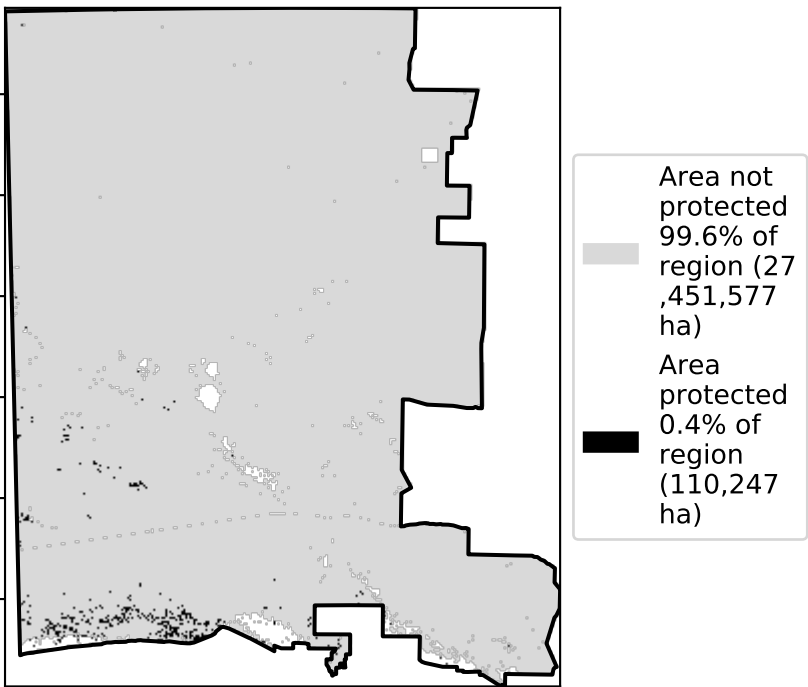 Area not
protected
99.6% of
region (27
,451,577
ha)
Area
protected
0.4% of
region
(110,247
ha)